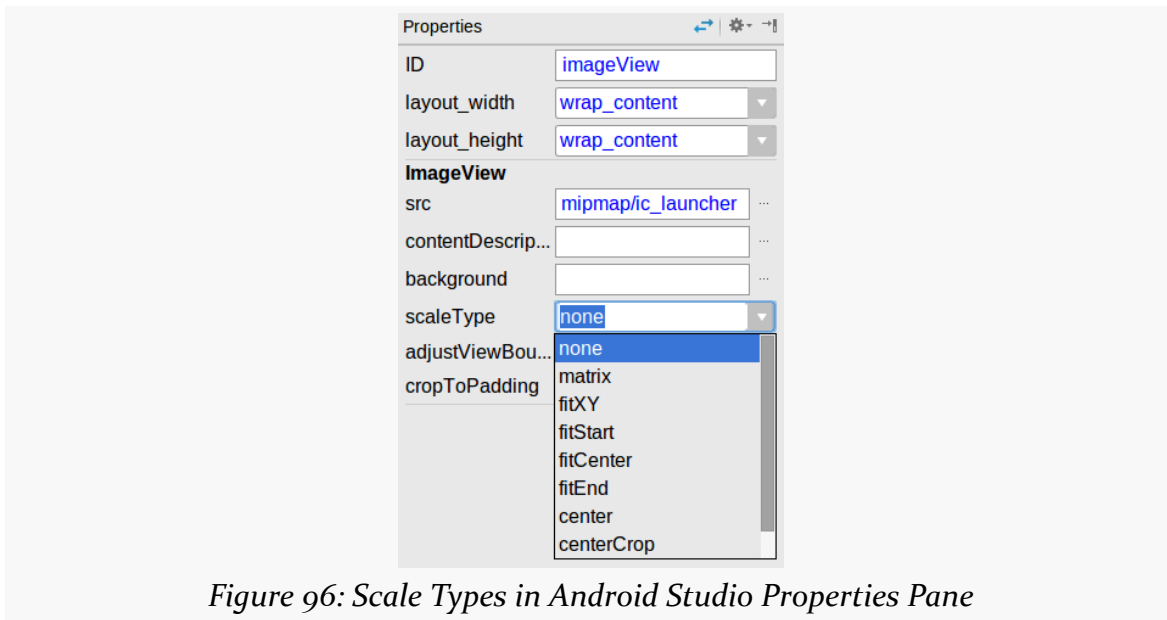 Properties
ID imageView
layout_width wrap_content
layout_height wrap_content
ImageView
src mipmap/ic_launcher ...
contentDescrip... ...
background ...
scaleType none
adjustViewBou... none
matrix
cropToPadding
fitXY
fitStart
fitCenter
fitEnd
center
centerCrop
Figure 96: Scale Types in Android Studio Properties Pane